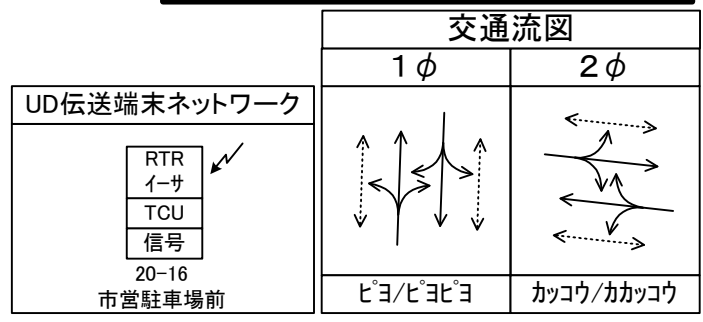 交通流図
1φ
2φ
UD伝送端末ネットワーク
RTR
イーサ
TCU
信号
20-16
市営駐車場前
ピヨ/ピヨピヨ
カッコウ/カカッコウ